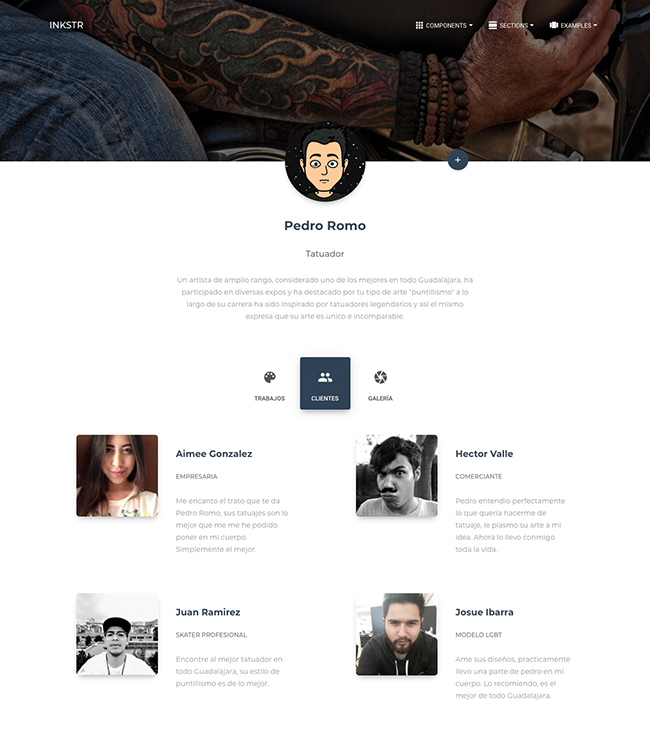 INKSTR
COMPONENTS SECTIONS EXAMPLES
Pedro Romo
Tatuador
Un artista de amplio rango, considerado uno de los mejores en todo Guadalajara, ha
participado en diversas expos y ha destacado por tu tipo de arte "puntillismo" a lo
largo de su carrera ha sido inspirado por tatuadores legendarios y asi el mismo
expresa que su arte es unico e incomparable.
TRABAJOS CLIENTES GALERÍA
Aimee Gonzalez
EMPRESARIA
Me encanto el trato que te da
Pedro Romo, sus tatuajes son lo
mejor que me me he podido
poner en mi cuerpo.
Simplemente el mejor.
Hector Valle
COMERCIANTE
Pedro entendio perfectamente
lo que queria hacerme de
tatuaje, le plasmo su arte a mi
idea. Ahora lo llevo conmigo
toda la vida.
Juan Ramirez
SKATER PROFESIONAL
Encontre al mejor tatuador en
todo Guadalajara, su estilo de
puntillismo es de lo mejor.
Josue Ibarra
MODELO LGBT
Ame sus diseños, practicamente
llevo una parte de pedro en mi
cuerpo. Lo recomiendo, es el
mejor de todo Guadalajara.